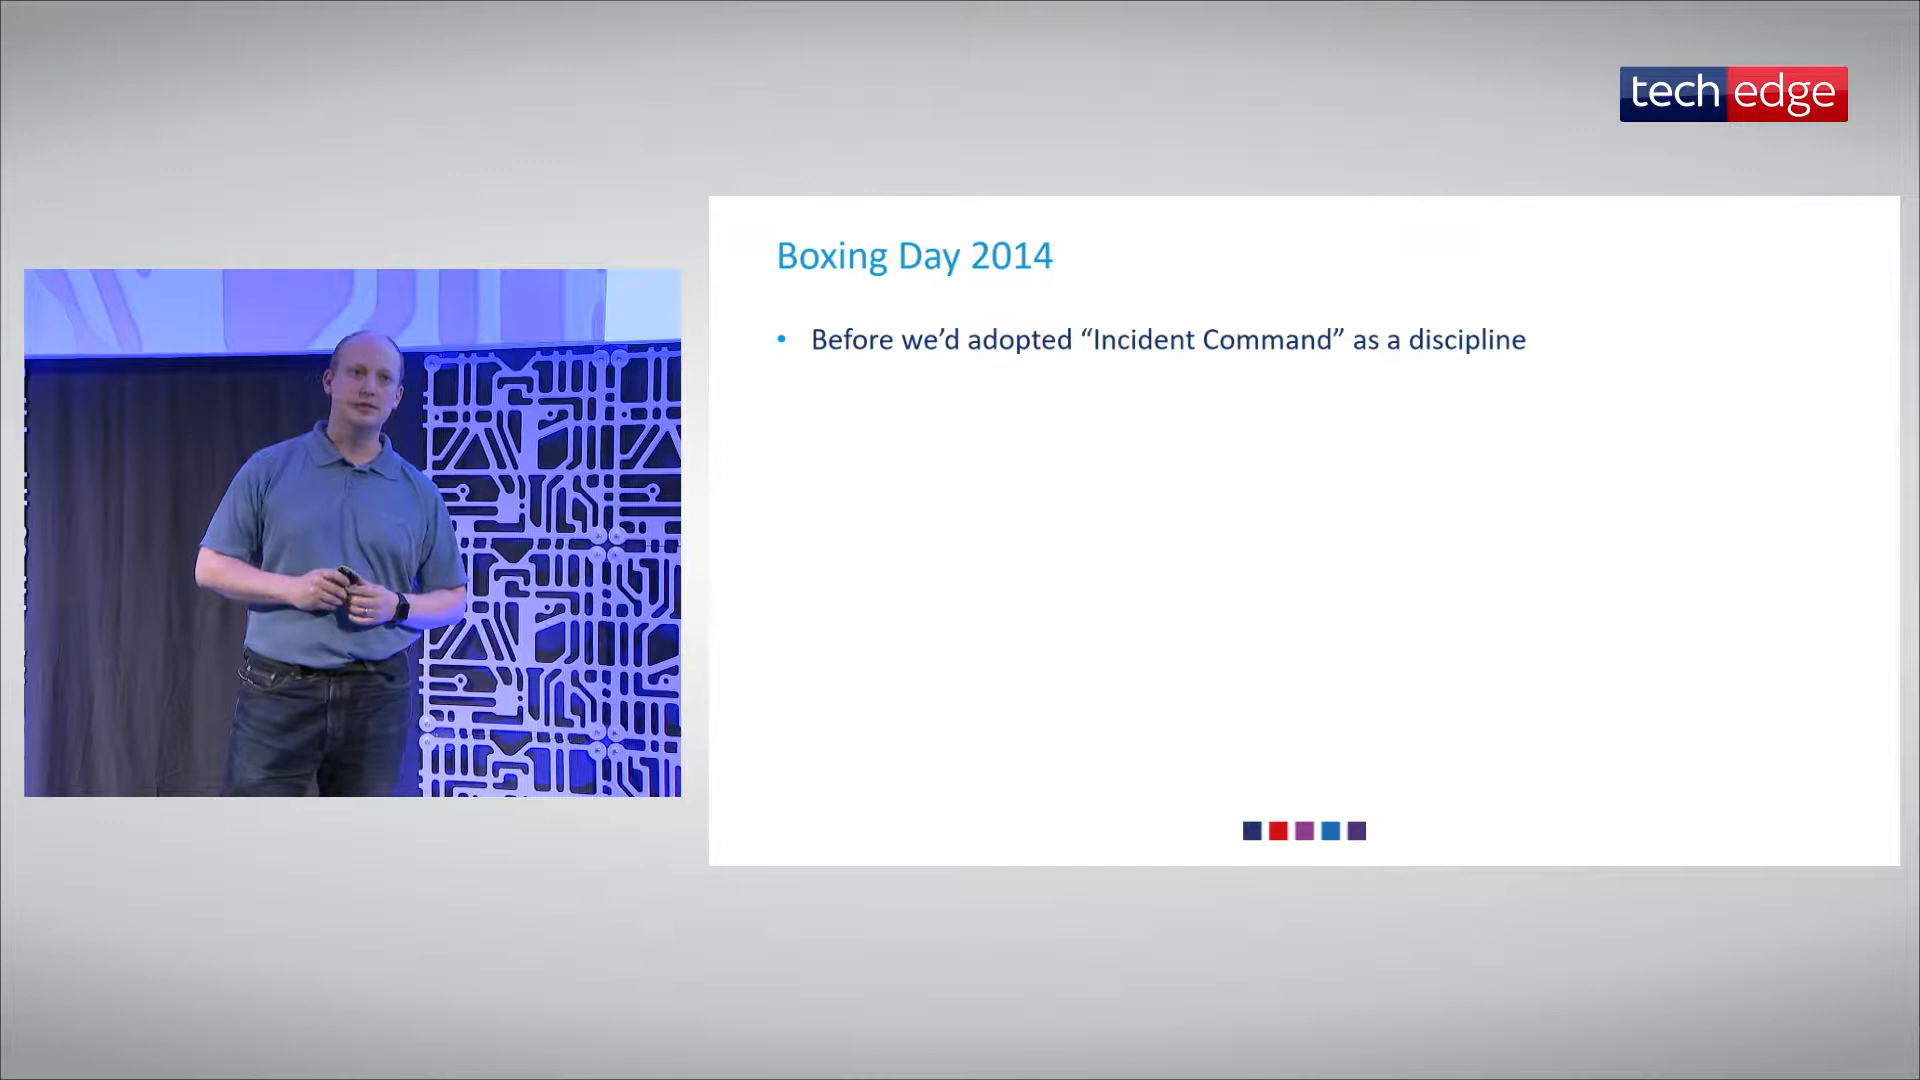 tech edge
Boxing Day 2014
• Before we’d adopted “Incident Command” as a discipline